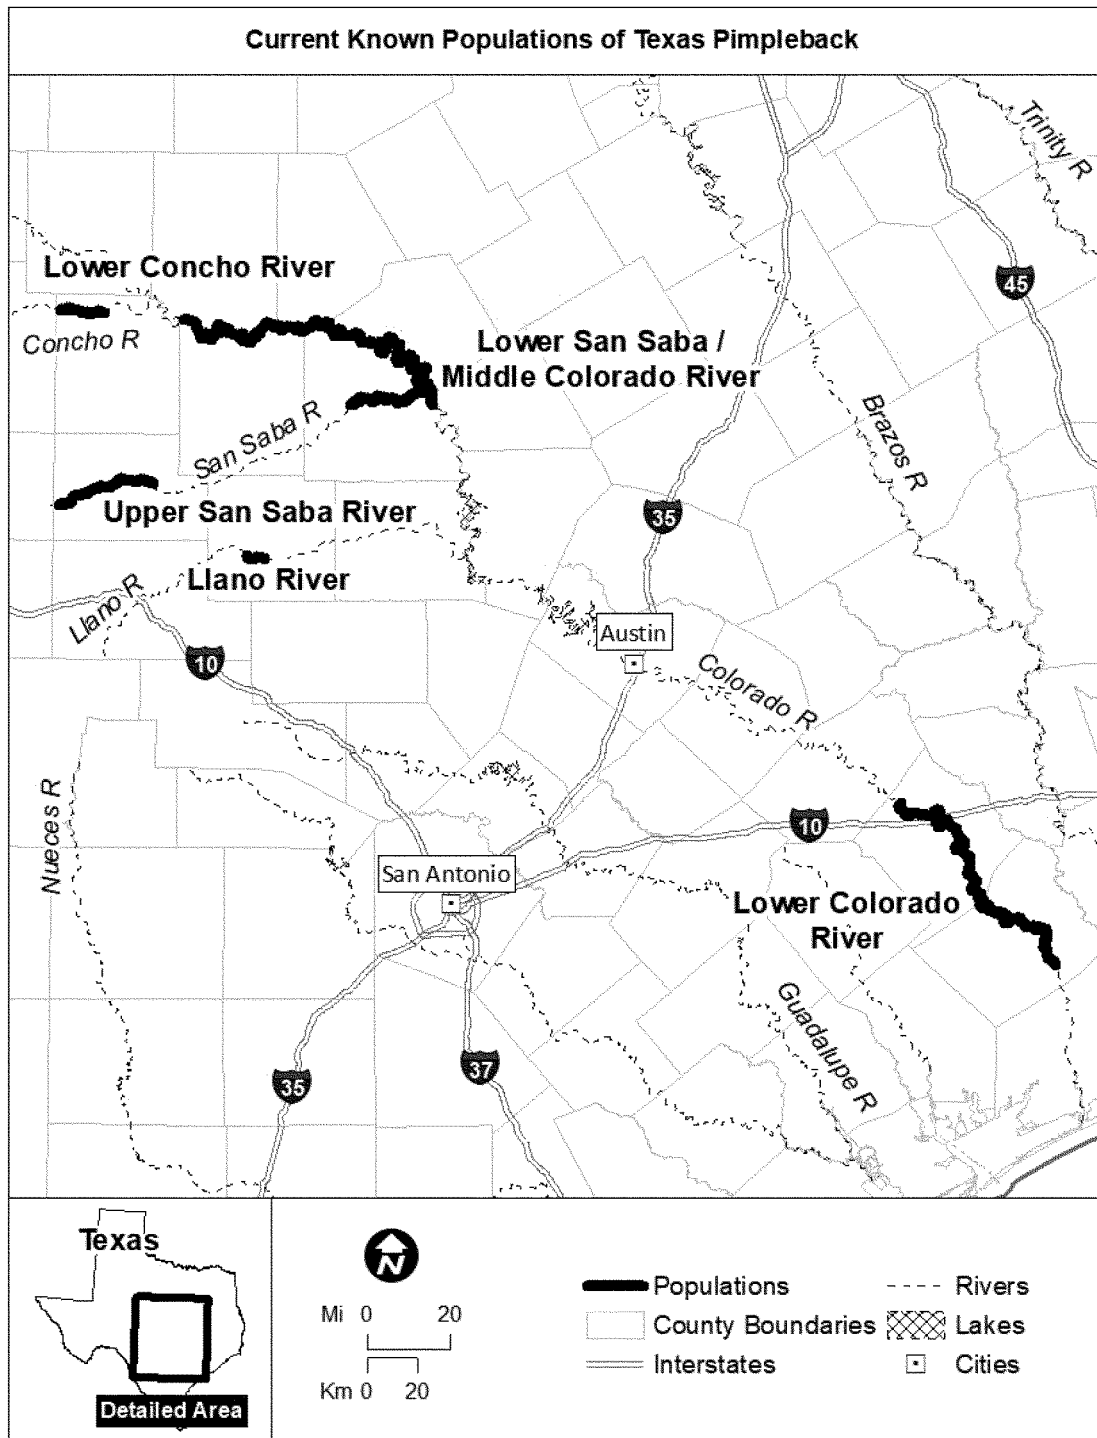 Current Known Populations of Texas Pimpleback
Trinity R
Lower Concho River
45
Concho R
Lower San Saba /
Middle Colorado River
San Saba R
Brazos R
Upper San Saba River
35
Llano River
Llano R
Austin
10
Colorado R
Nueces R
10
San Antonio
Lower Colorado
River
Guadalupe R
35
37
Texas
Detailed Area
N
Mi 0 20
Km 0 20
Populations
County Boundaries
Interstates
Rivers
Lakes
Cities